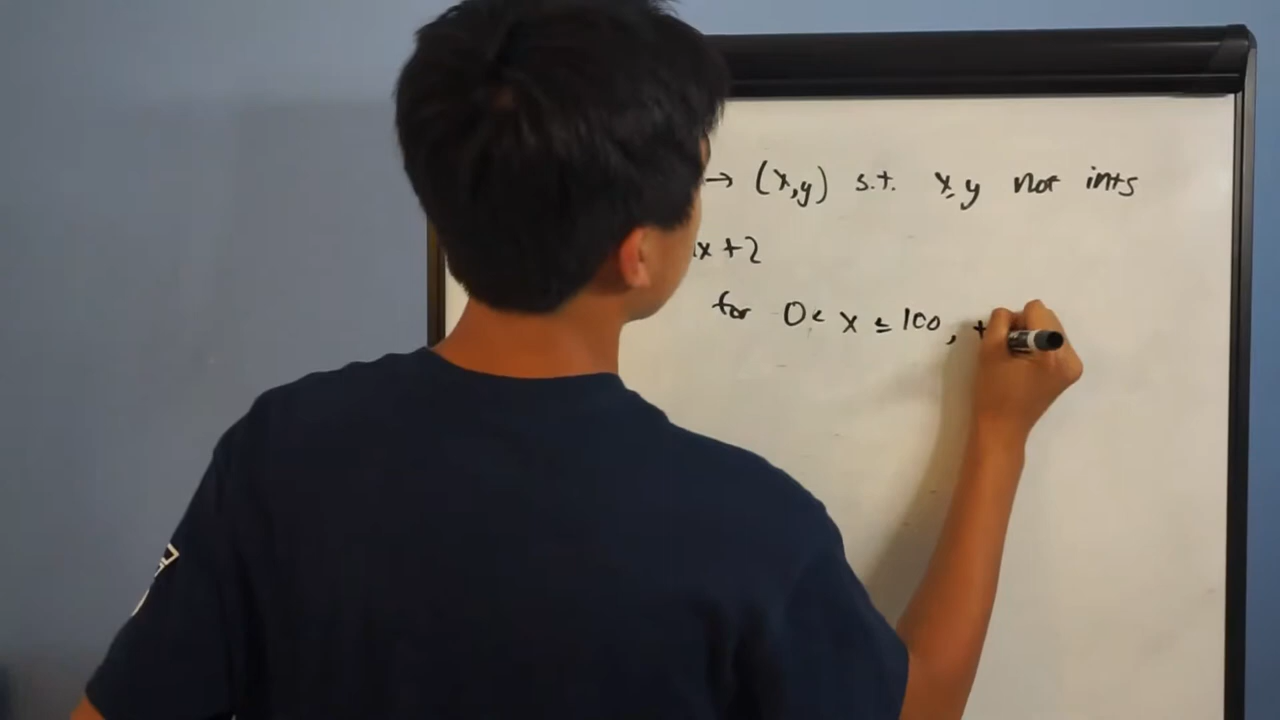 → (x,y) s.t. x,y not ints
x + 2
for 0 < x ≤ 100,